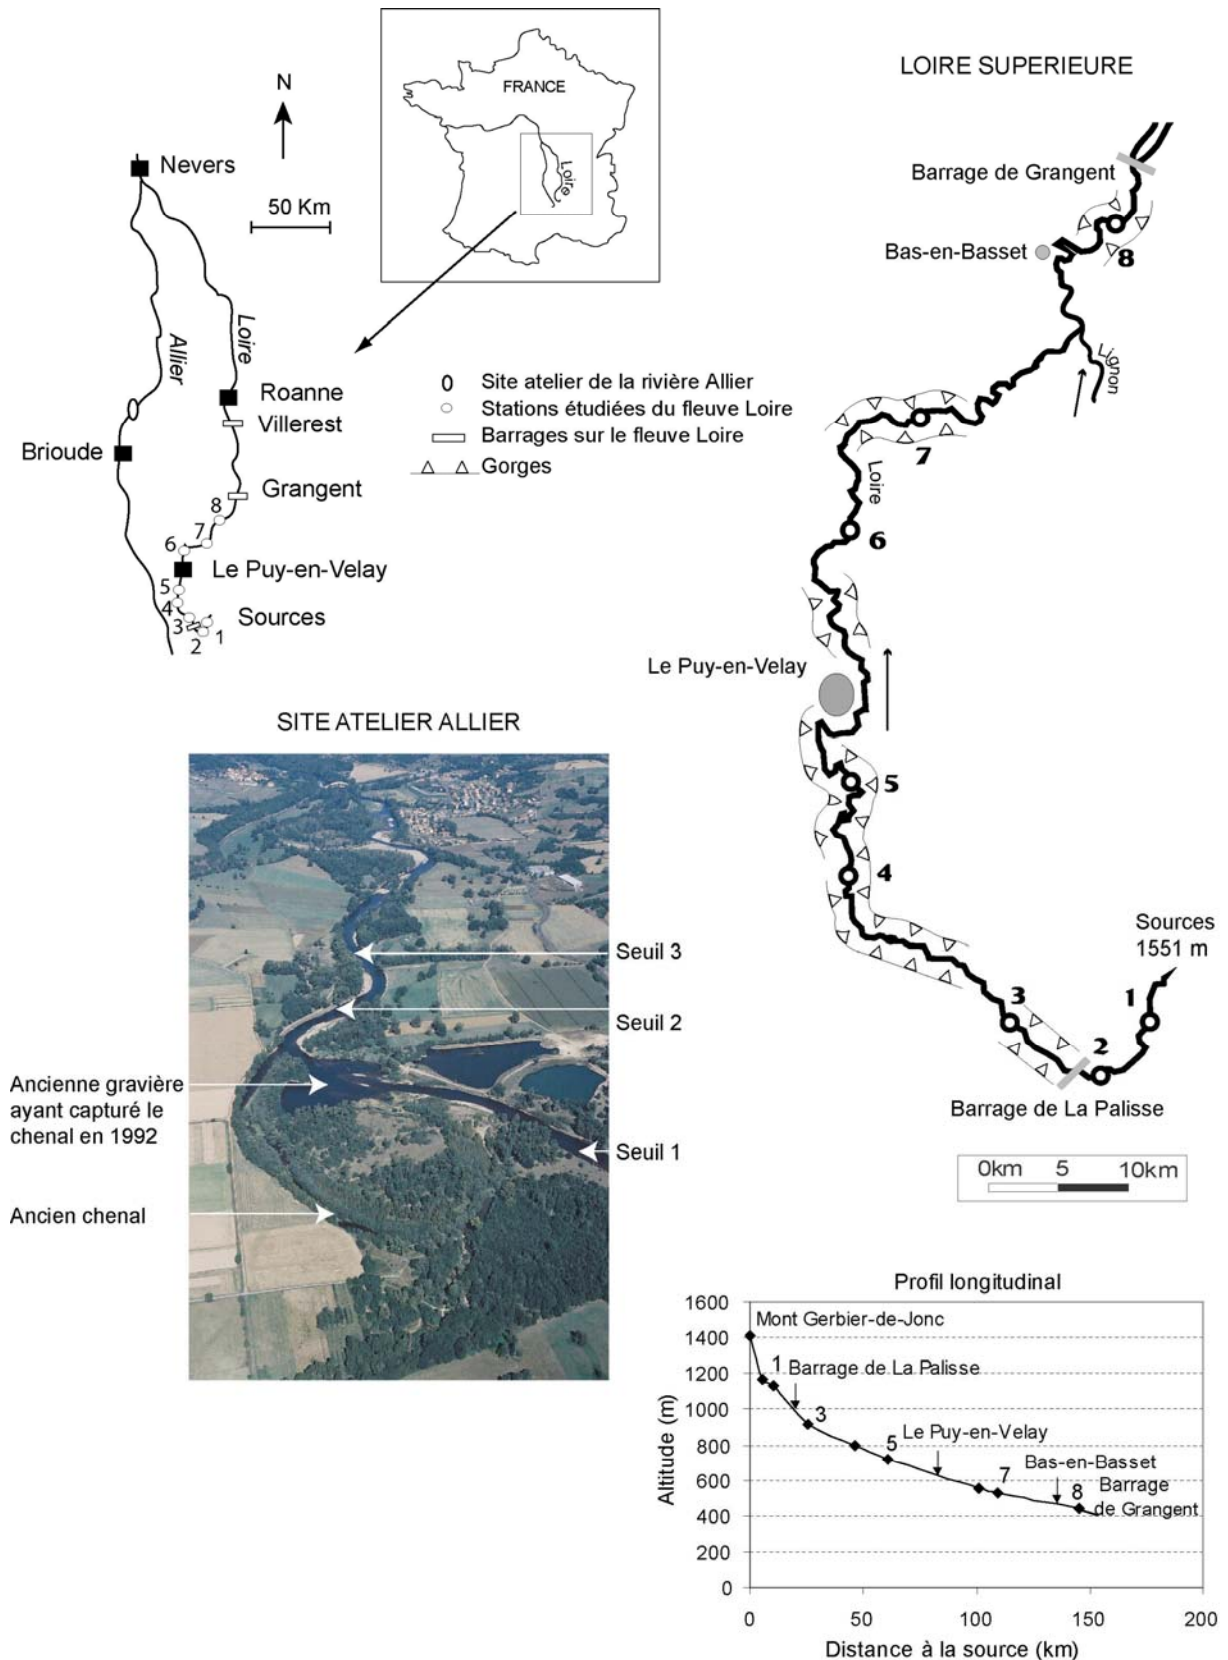 FRANCE
Loire
N
Nevers
50 Km
Allier
Loire
Roanne
Villerest
Brioude
Grangent
8
7
6
Le Puy-en-Velay
5
4
3
2
1
Sources
O Site atelier de la rivière Allier
Stations étudiées du fleuve Loire
Barrages sur le fleuve Loire
Gorges
LOIRE SUPERIEURE
Barrage de Grangent
Bas-en-Basset
8
Lignon
7
Loire
6
Le Puy-en-Velay
5
4
Sources
1551 m
3
1
2
Barrage de La Palisse
0km 5 10km
SITE ATELIER ALLIER
Seuil 3
Seuil 2
Ancienne gravière
ayant capturé le
chenal en 1992
Seuil 1
Ancien chenal
Profil longitudinal
1600
1400
1200
1000
800
600
400
200
0
Altitude (m)
Mont Gerbier-de-Jonc
1
Barrage de La Palisse
3
5
Le Puy-en-Velay
7
Bas-en-Basset
8
Barrage
de Grangent
0 50 100 150 200
Distance à la source (km)